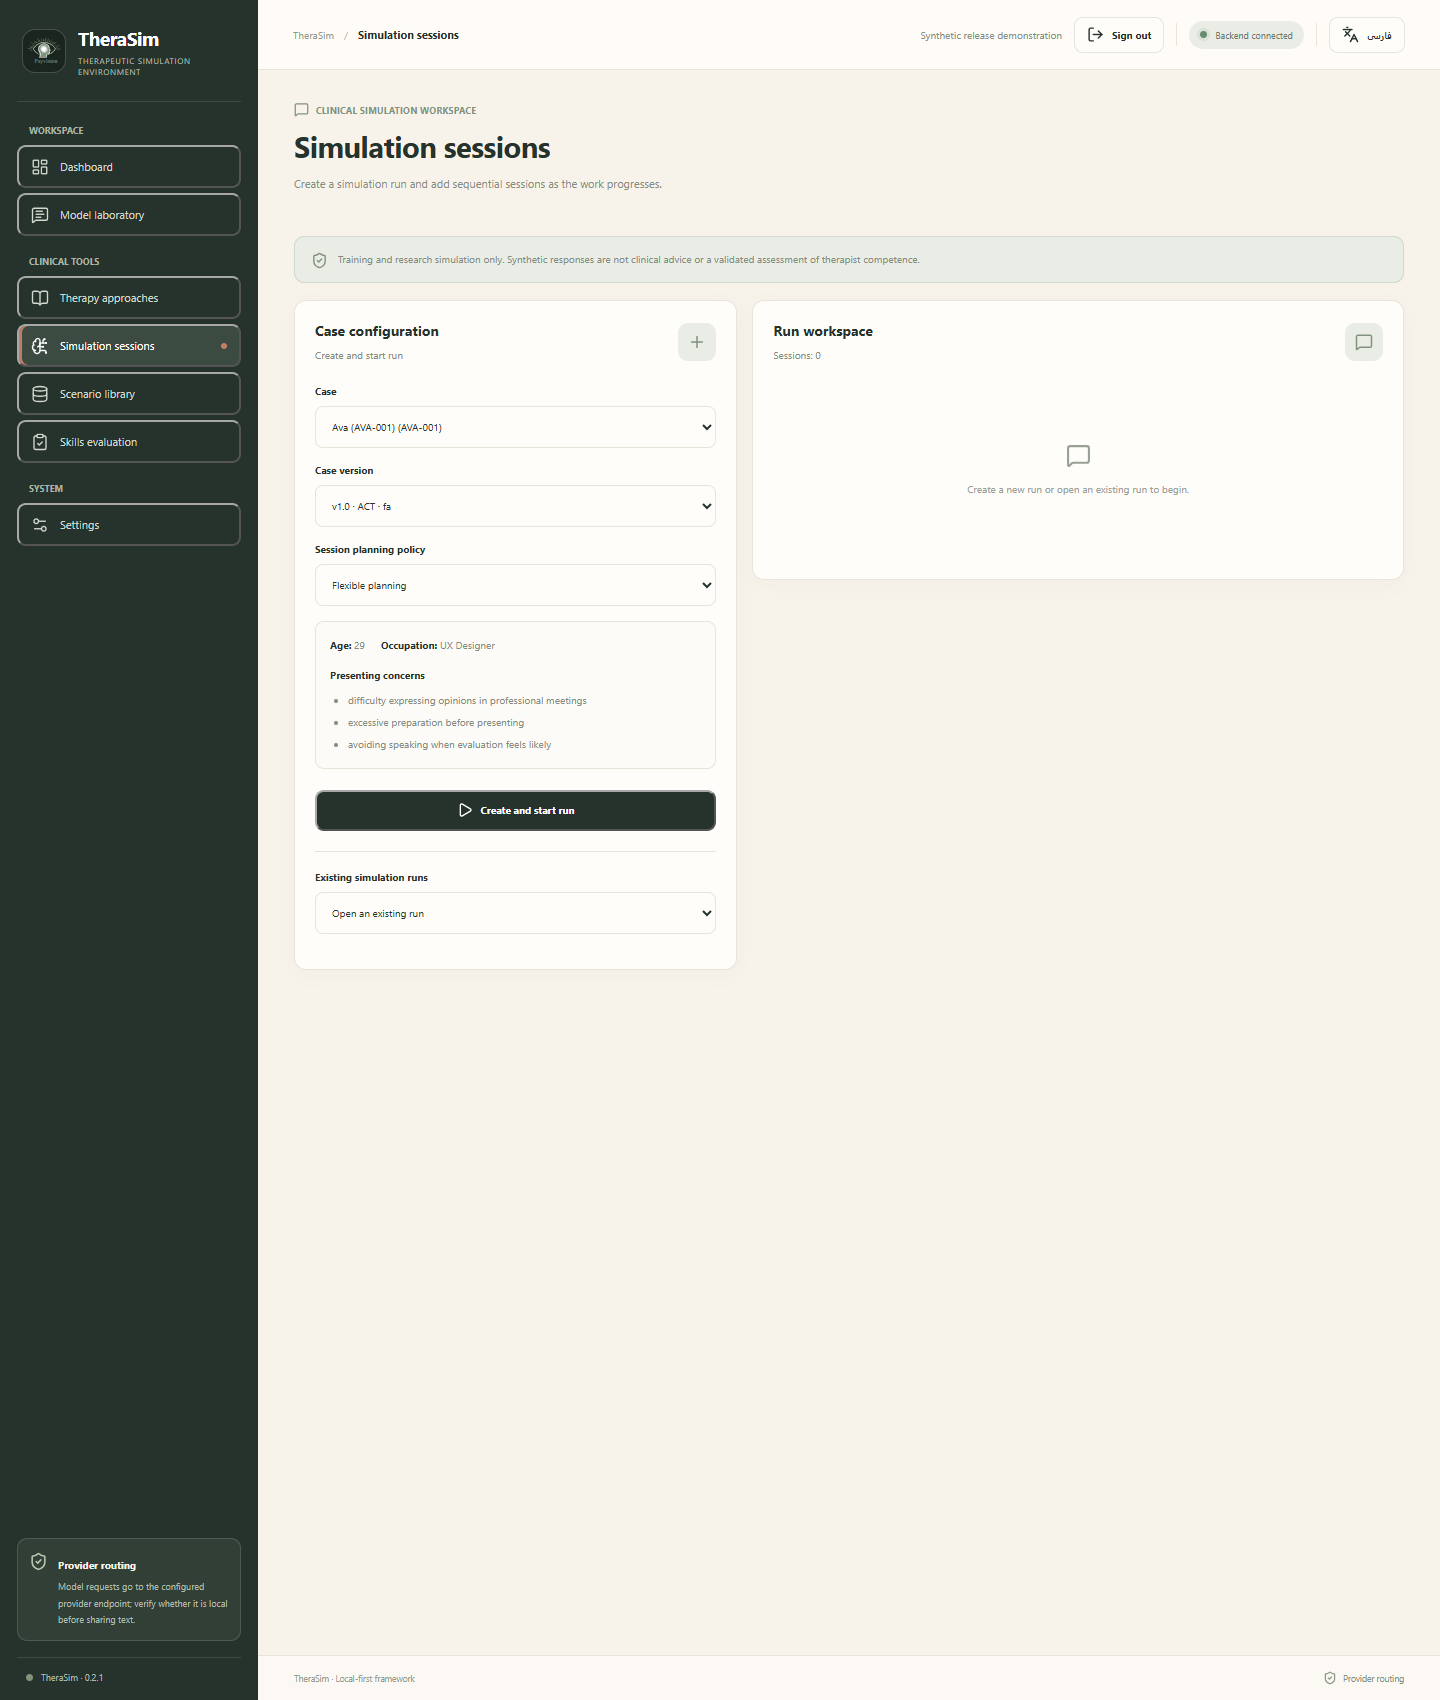 TheraSim
THERAPEUTIC SIMULATION
ENVIRONMENT
WORKSPACE
Dashboard
Model laboratory
CLINICAL TOOLS
Therapy approaches
Simulation sessions
Scenario library
Skills evaluation
SYSTEM
Settings
Provider routing
Model requests go to the configured
provider endpoint; verify whether it is local
before sharing text.
TheraSim · 0.2.1
TheraSim / Simulation sessions
Synthetic release demonstration
Sign out
Backend connected
فارسی
CLINICAL SIMULATION WORKSPACE
Simulation sessions
Create a simulation run and add sequential sessions as the work progresses.
Training and research simulation only. Synthetic responses are not clinical advice or a validated assessment of therapist competence.
Case configuration
Create and start run
Case
Ava (AVA-001) (AVA-001)
Case version
v1.0 · ACT · fa
Session planning policy
Flexible planning
Age: 29 Occupation: UX Designer
Presenting concerns
difficulty expressing opinions in professional meetings
excessive preparation before presenting
avoiding speaking when evaluation feels likely
Create and start run
Existing simulation runs
Open an existing run
Run workspace
Sessions: 0
Create a new run or open an existing run to begin.
TheraSim · Local-first framework
Provider routing